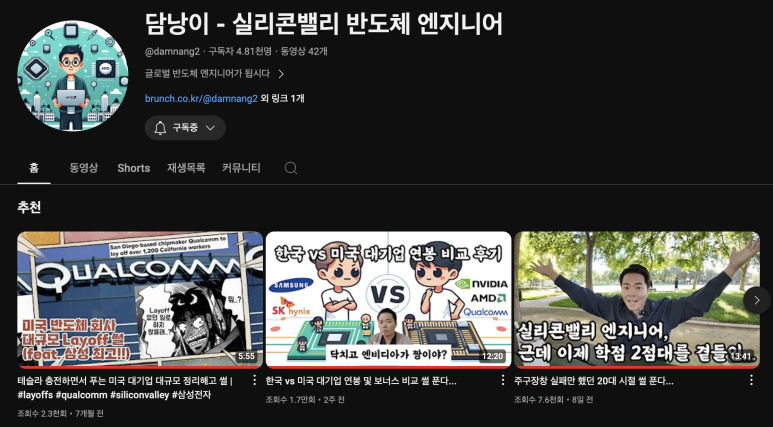 담낭이 - 실리콘밸리 반도체 엔지니어
@damnang2 · 구독자 4.81천명 · 동영상 42개
글로벌 반도체 엔지니어가 됩시다
brunch.co.kr/@damnang2 외 링크 1개
구독중
홈 동영상 Shorts 재생목록 커뮤니티
추천
San Diego-based chipmaker Qualcomm to
lay off over 1,200 California workers
QUALCOMM
뭐..?
Layoff
없던 일로
하지
않을래..?
미국 반도체 회사
대규모 Layoff 썰
(feat. 삼성 최고!!)
5:55
한국 vs 미국 대기업 연봉 비교 후기
SAMSUNG
SK hynix
VS
NVIDIA
AMD
Qualcomm
닥치고 엔비디아가 짱이야?
12:20
실리콘밸리 엔지니어,
근데 이제 학점 2점대를 곁들인
13:41
테슬라 충전하면서 푸는 미국 대기업 대규모 정리해고 썰 |
#layoffs #qualcomm #siliconvalley #삼성전자
조회수 2.3천회 · 7개월 전
한국 vs 미국 대기업 연봉 및 보너스 비교 썰 푼다...
조회수 1.7만회 · 2주 전
주구장창 실패만 했던 20대 시절 썰 푼다...
조회수 7.6천회 · 8일 전